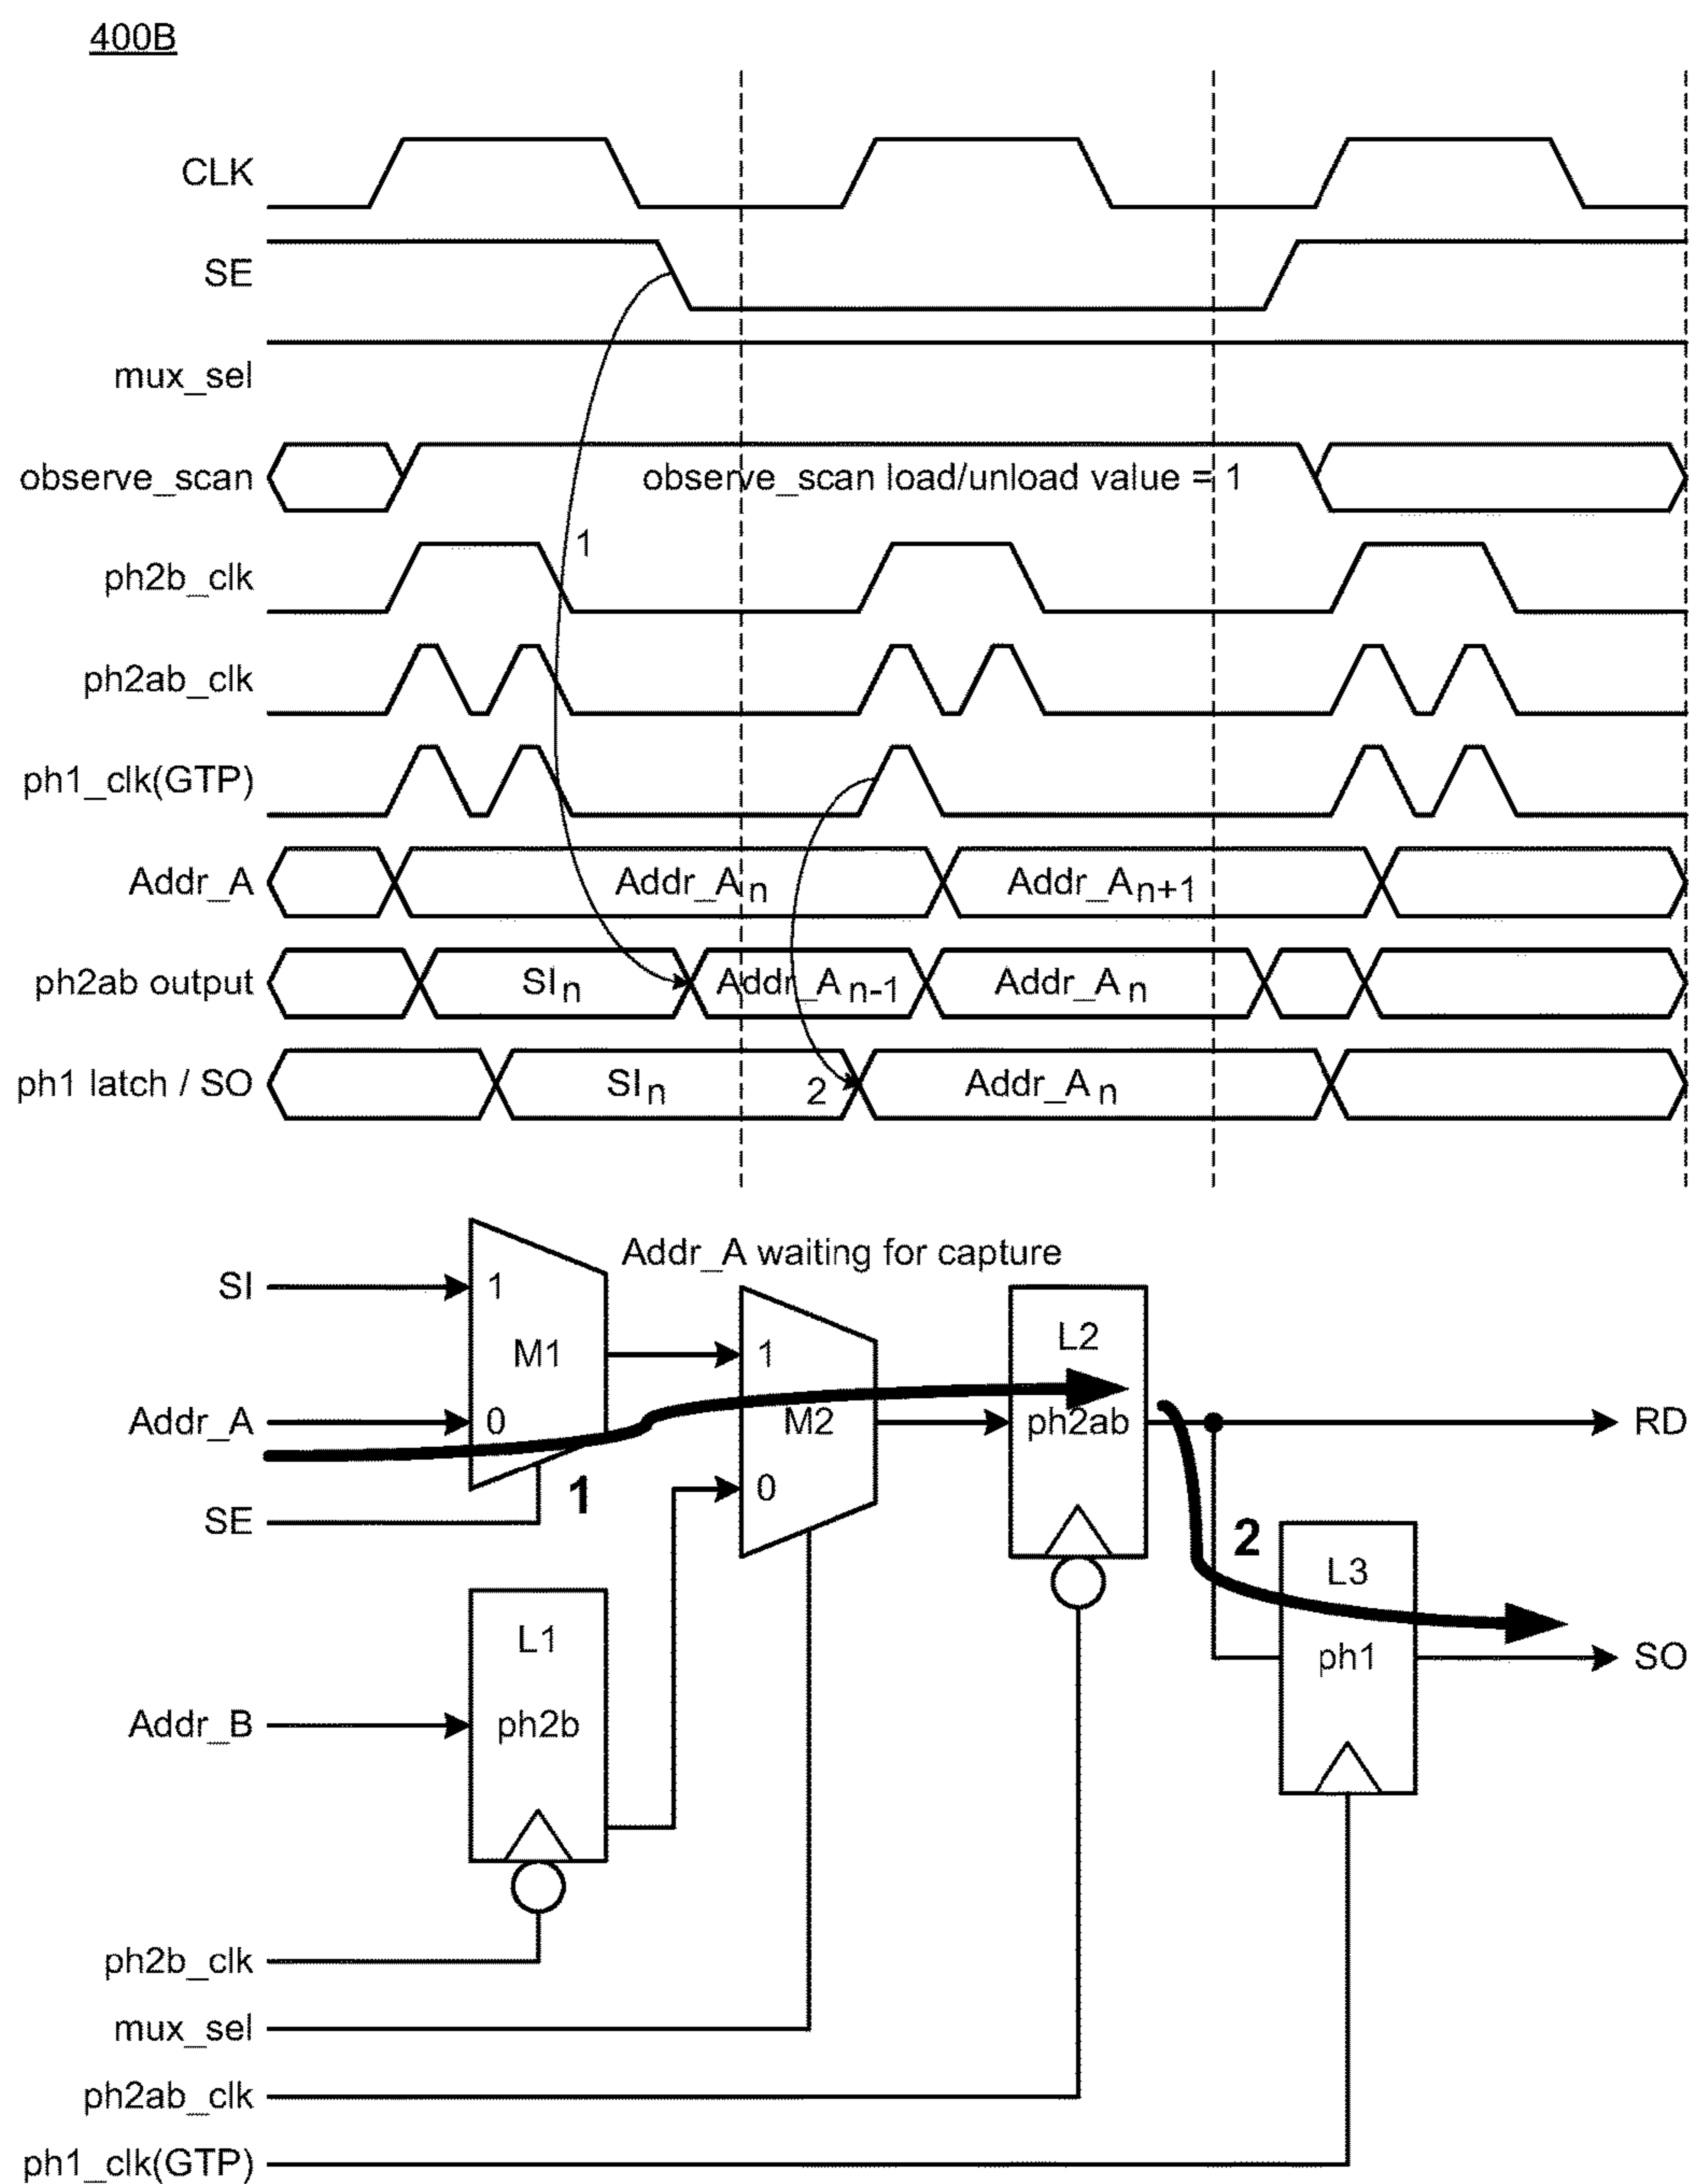 400B
CLK
SE
mux_sel
observe_scan
observe_scan load/unload value = 1
1
ph2b_clk
ph2ab_clk
ph1_clk(GTP)
Addr_A
Addr_An
Addr_An+1
ph2ab output
SIn
Addr_An-1
Addr_An
ph1 latch / SO
SIn
2
Addr_An
Addr_A waiting for capture
SI
1
M1
1
L2
Addr_A
0
M2
ph2ab
RD
SE
1
0
2
L3
L1
ph1
SO
Addr_B
ph2b
ph2b_clk
mux_sel
ph2ab_clk
ph1_clk(GTP)